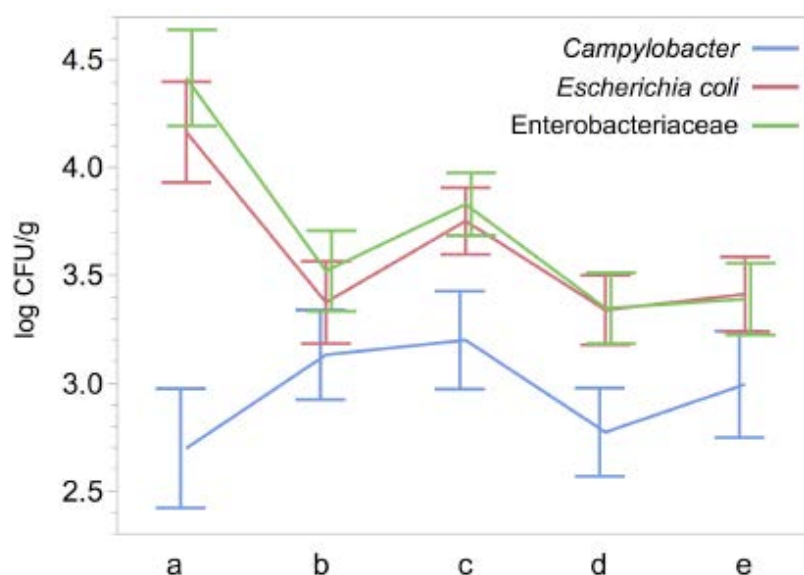 log CFU/g
4.5
4.0
3.5
3.0
2.5
Campylobacter
Escherichia coli
Enterobacteriaceae
a b c d e